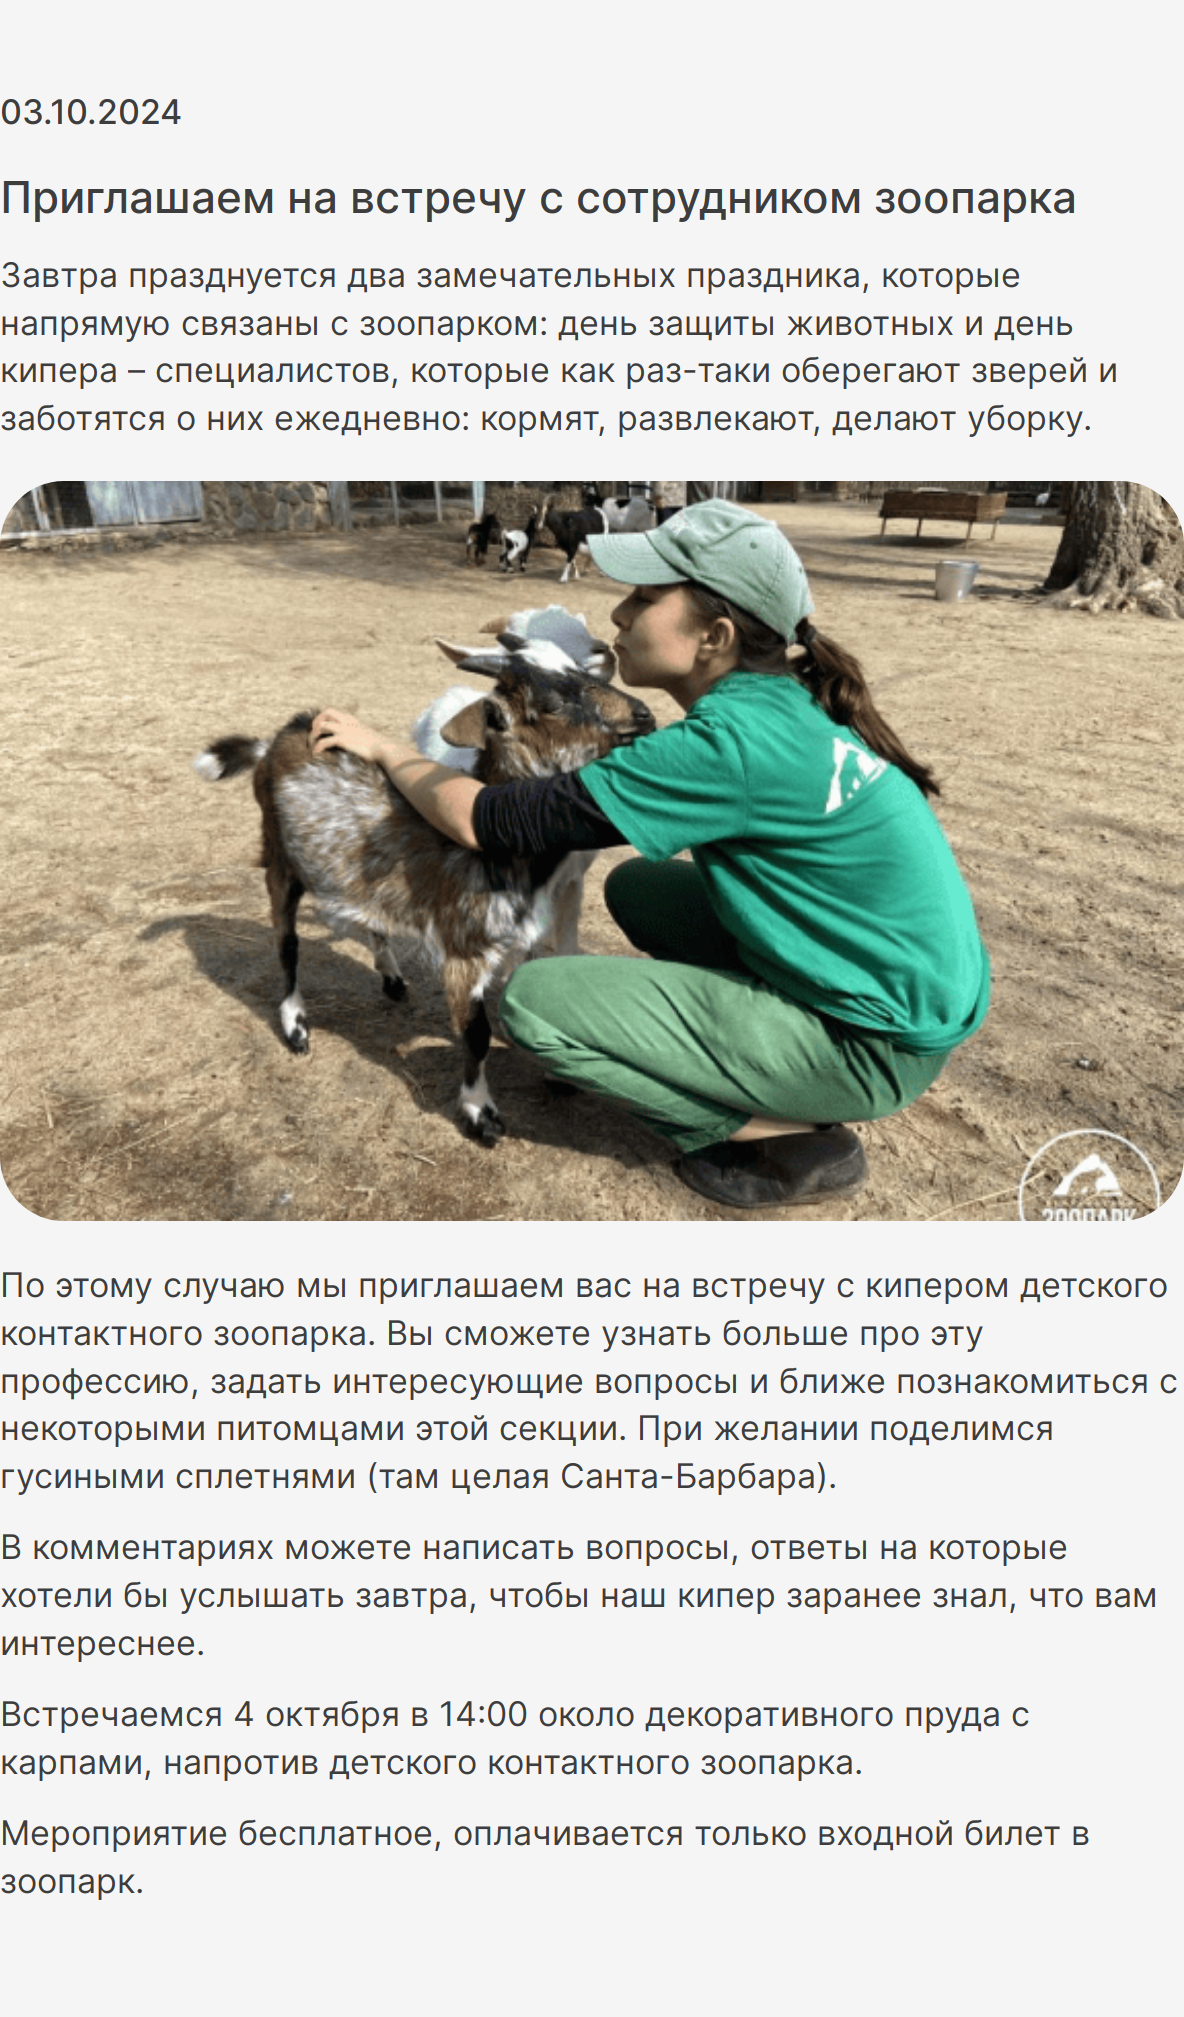 03.10.2024
Приглашаем на встречу с сотрудником зоопарка
Завтра празднуется два замечательных праздника, которые
напрямую связаны с зоопарком: день защиты животных и день
кипера – специалистов, которые как раз-таки оберегают зверей и
заботятся о них ежедневно: кормят, развлекают, делают уборку.
ЗООПАРК
По этому случаю мы приглашаем вас на встречу с кипером детского
контактного зоопарка. Вы сможете узнать больше про эту
профессию, задать интересующие вопросы и ближе познакомиться с
некоторыми питомцами этой секции. При желании поделимся
гусиными сплетнями (там целая Санта-Барбара).
В комментариях можете написать вопросы, ответы на которые
хотели бы услышать завтра, чтобы наш кипер заранее знал, что вам
интереснее.
Встречаемся 4 октября в 14:00 около декоративного пруда с
карпами, напротив детского контактного зоопарка.
Мероприятие бесплатное, оплачивается только входной билет в
зоопарк.